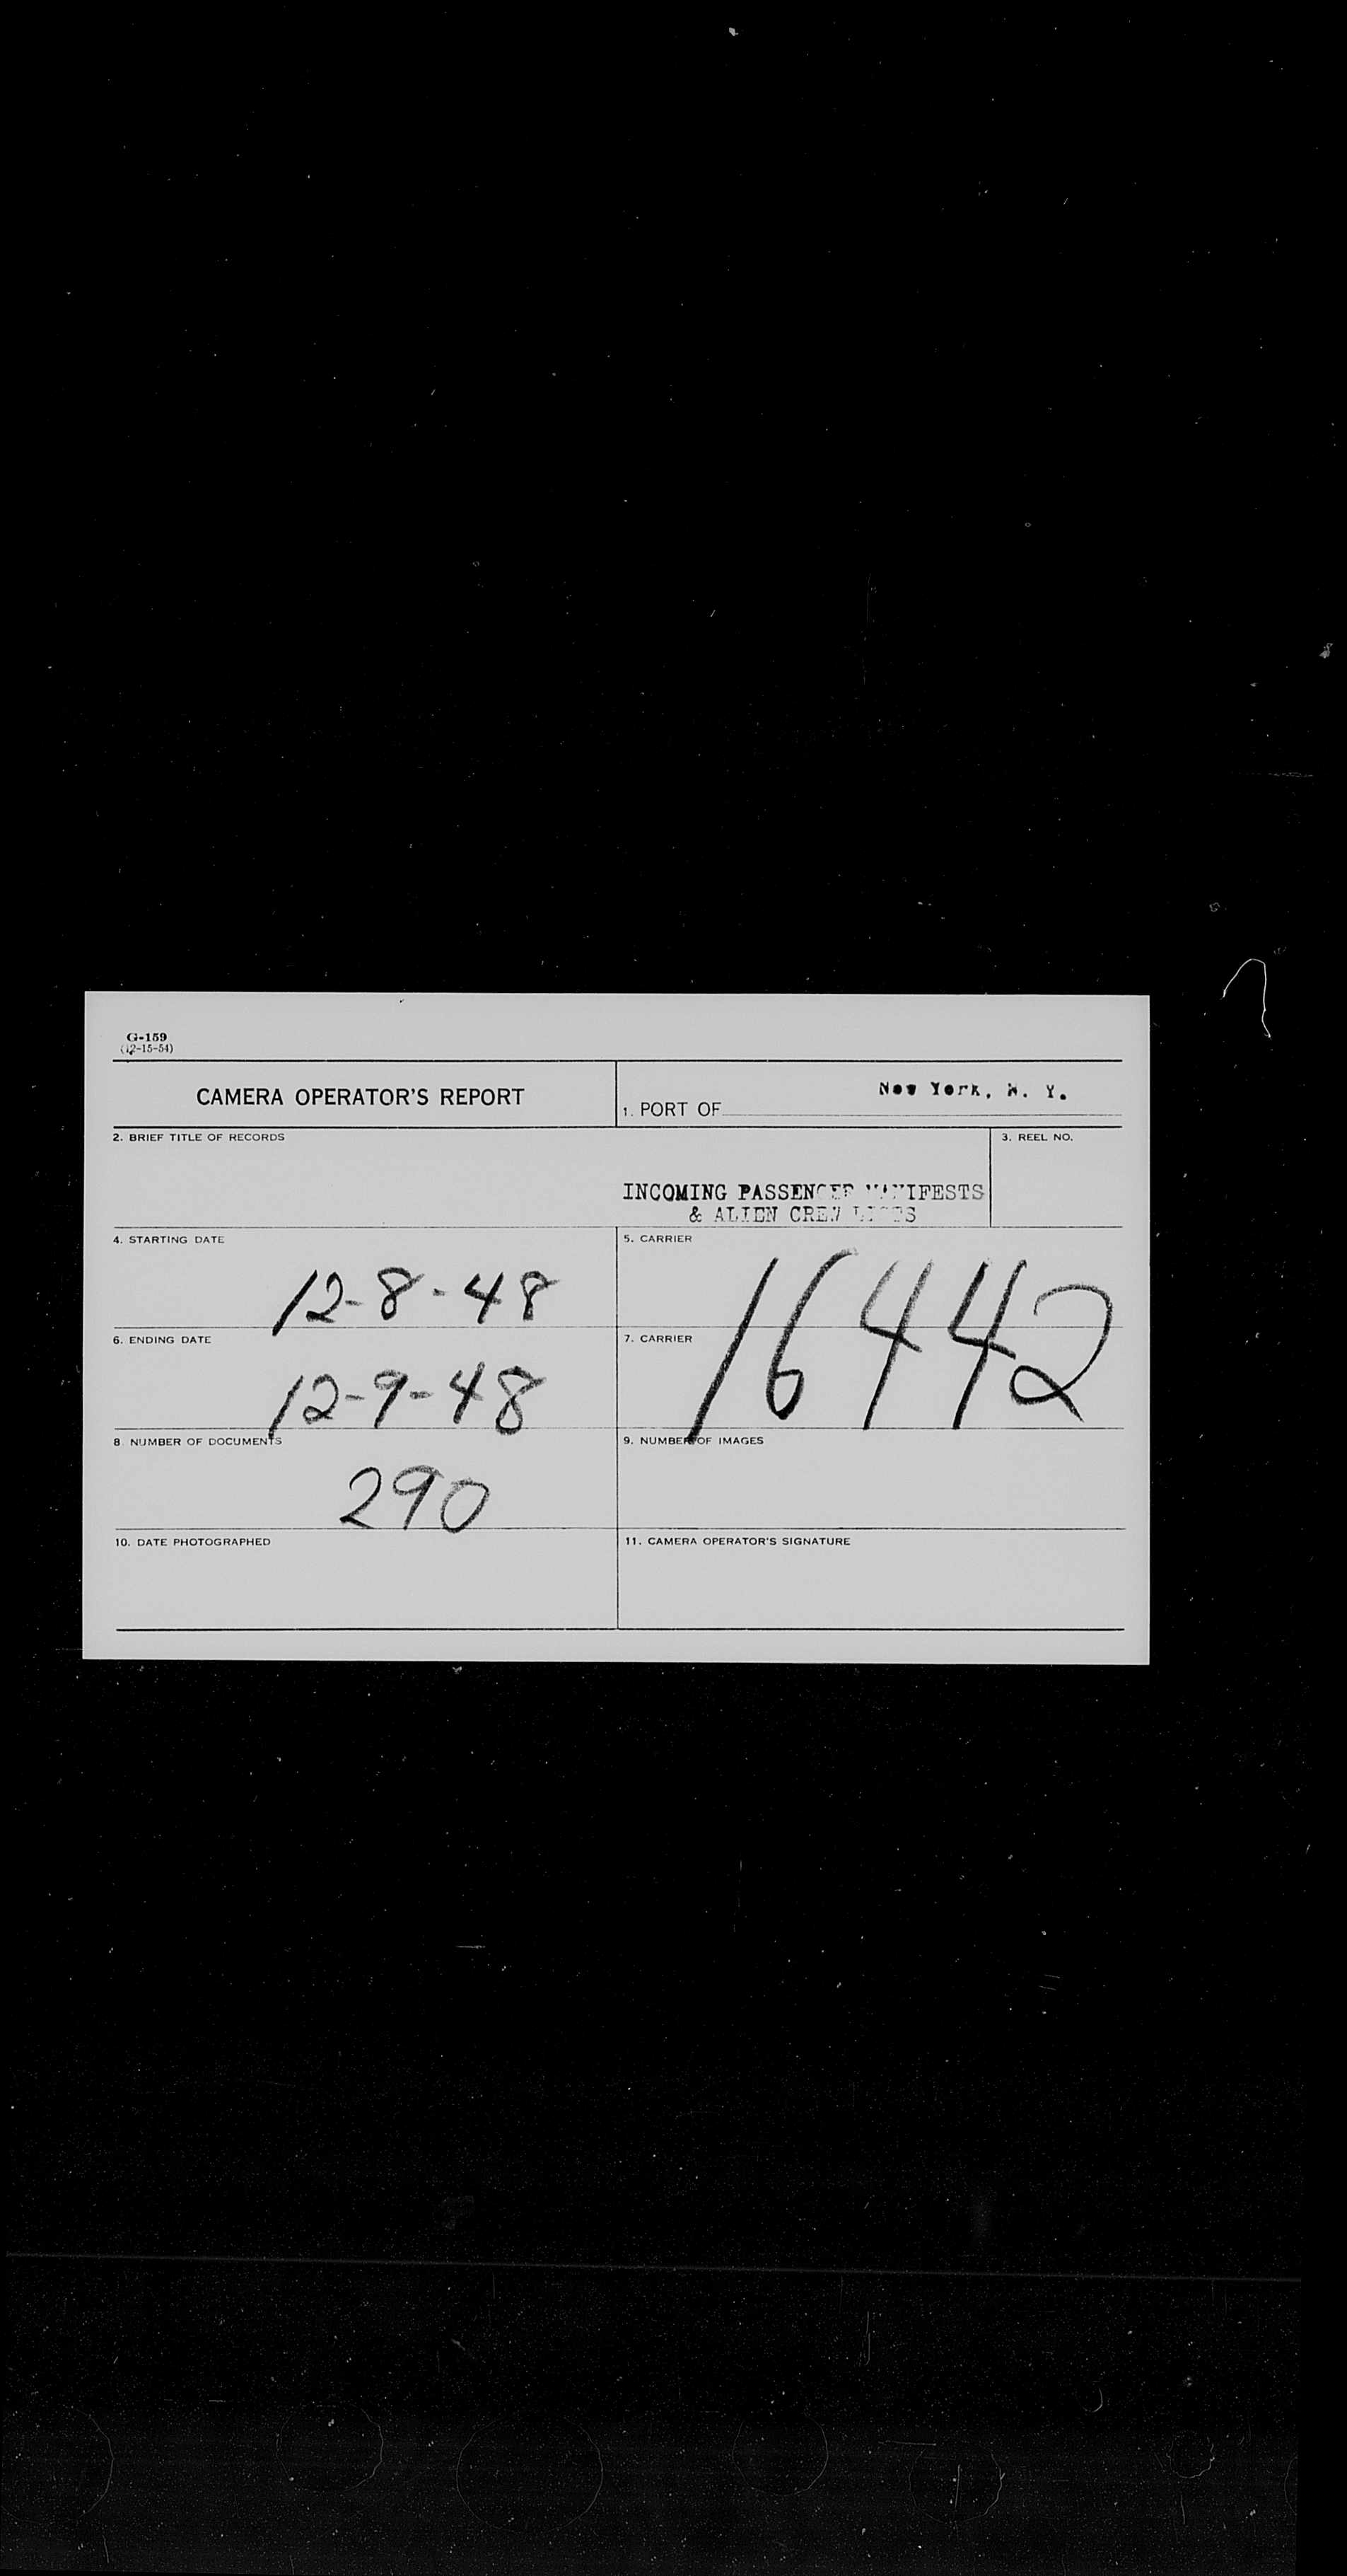 G-159
(12-15-54)
CAMERA OPERATOR'S REPORT
1. PORT OF New York, N. Y.
2. BRIEF TITLE OF RECORDS
3. REEL NO.
INCOMING PASSENGER MANIFESTS
& ALIEN CREW LISTS
4. STARTING DATE
12-8-48
5. CARRIER
6. ENDING DATE
12-9-48
7. CARRIER
16442
8. NUMBER OF DOCUMENTS
290
9. NUMBER OF IMAGES
10. DATE PHOTOGRAPHED
11. CAMERA OPERATOR'S SIGNATURE